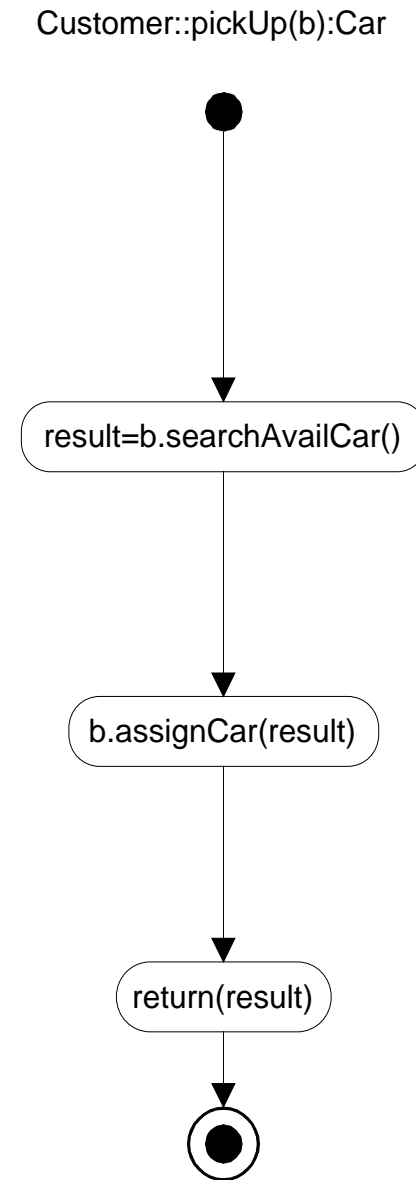 Customer::pickUp(b):Car
result=b.searchAvailCar()
b.assignCar(result)
return(result)